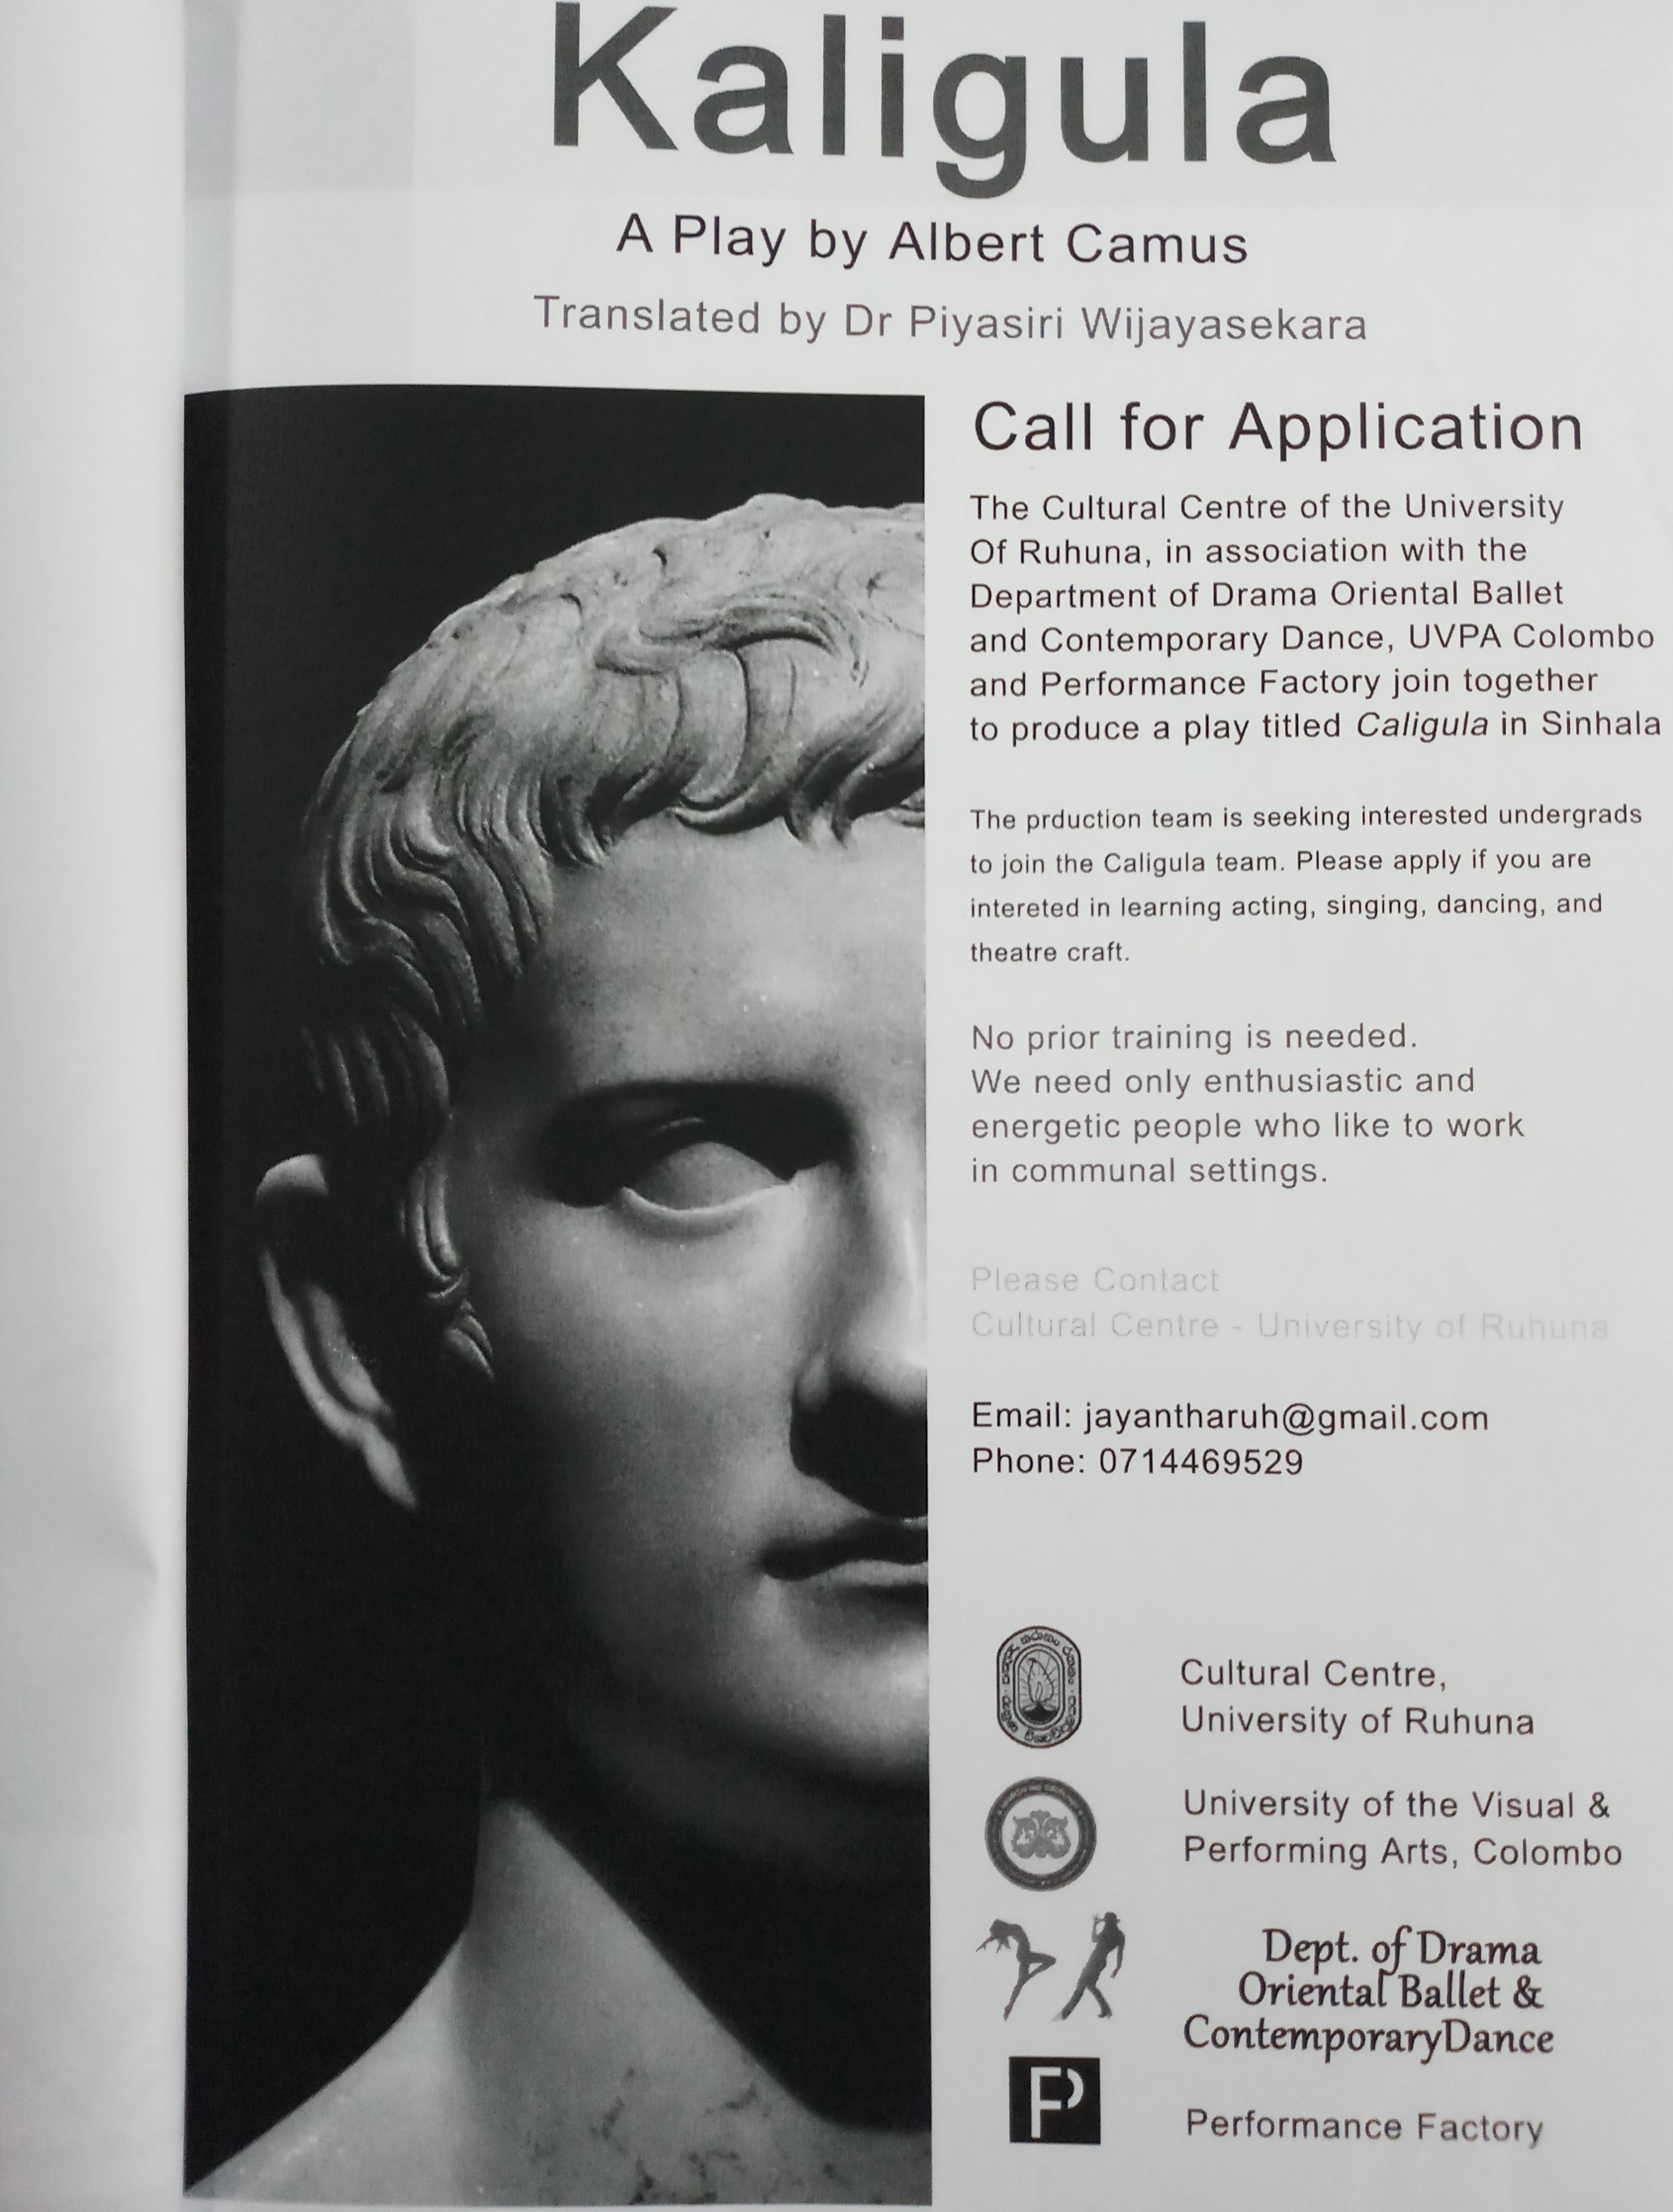 Kaligula
A Play by Albert Camus
Translated by Dr Piyasiri Wijayasekara
Call for Application
The Cultural Centre of the University
Of Ruhuna, in association with the
Department of Drama Oriental Ballet
and Contemporary Dance, UVPA Colombo
and Performance Factory join together
to produce a play titled Caligula in Sinhala
The prduction team is seeking interested undergrads
to join the Caligula team. Please apply if you are
intereted in learning acting, singing, dancing, and
theatre craft.
No prior training is needed.
We need only enthusiastic and
energetic people who like to work
in communal settings.
Please Contact
Cultural Centre - University of Ruhuna
Email: jayantharuh@gmail.com
Phone: 0714469529
Cultural Centre,
University of Ruhuna
University of the Visual &
Performing Arts, Colombo
Dept. of Drama
Oriental Ballet &
ContemporaryDance
Performance Factory